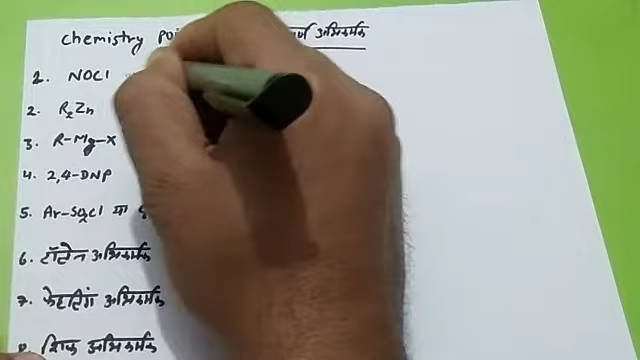 Chemistry अभिकर्मक
1. NOCl
2. R₂Zn
3. R-Mg-X
4. 2,4-DNP
5. Ar-SO₂Cl या
6. टॉलेन अभिकर्मक
7. फेहलिंग अभिकर्मक
8. शिफ अभिकर्मक